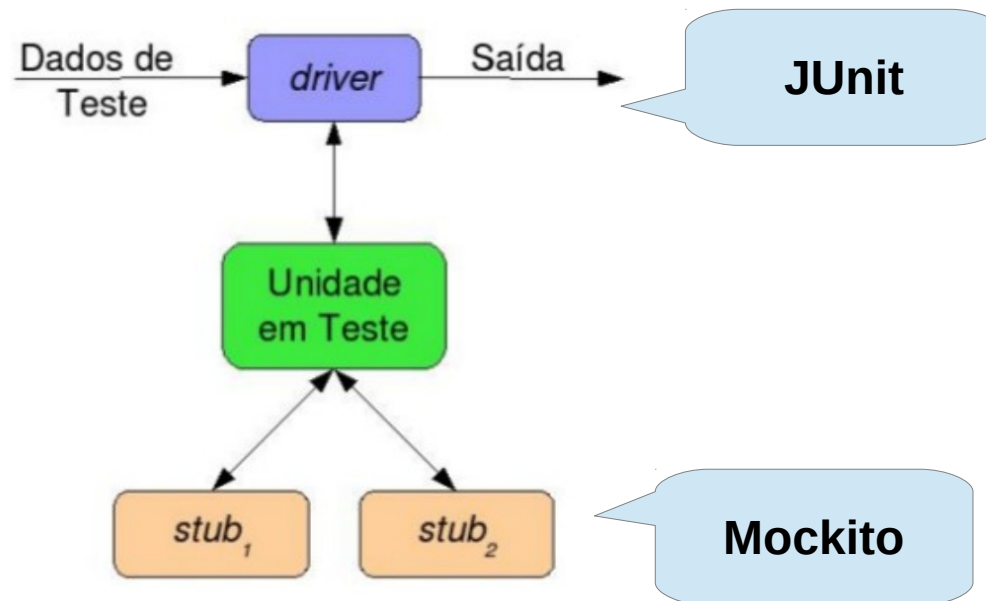 Dados de
Teste
driver
Saída
JUnit
Unidade
em Teste
stub₁
stub₂
Mockito